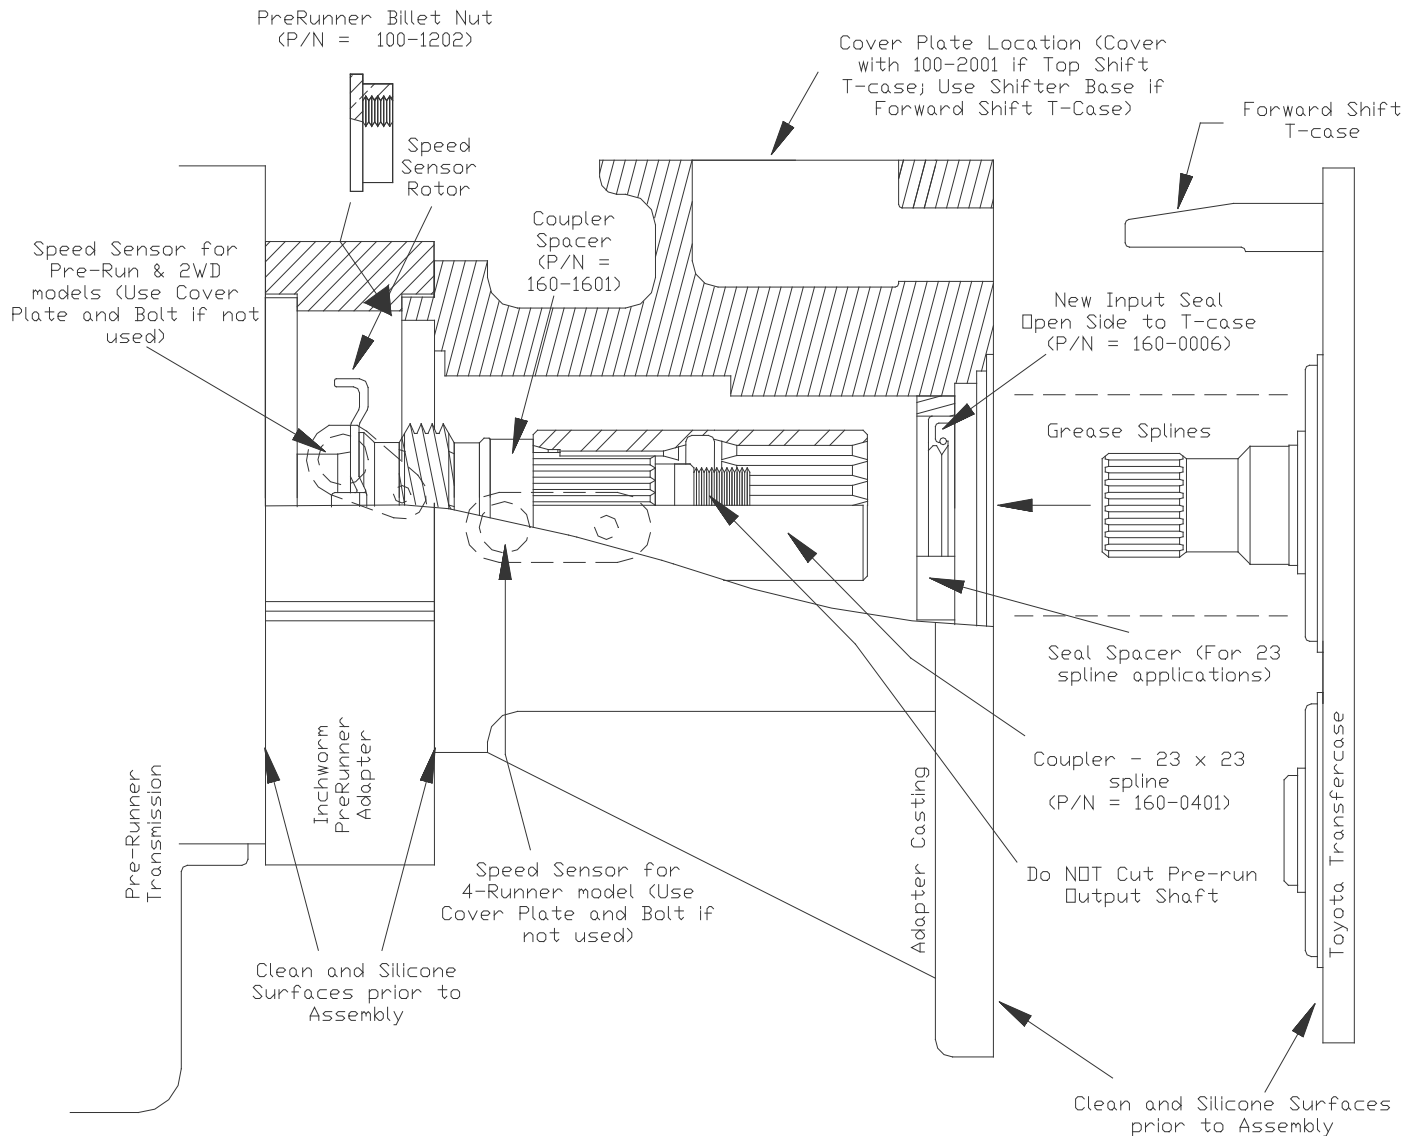 PreRunner Billet Nut
(P/N = 100-1202)
Cover Plate Location (Cover
with 100-2001 if Top Shift
T-case; Use Shifter Base if
Forward Shift T-Case)
Forward Shift
T-case
Speed
Sensor
Rotor
Coupler
Spacer
(P/N =
160-1601)
Speed Sensor for
Pre-Run & 2WD
models (Use Cover
Plate and Bolt if not
used)
New Input Seal
Open Side to T-case
(P/N = 160-0006)
Grease Splines
Seal Spacer (For 23
spline applications)
Coupler - 23 x 23
spline
(P/N = 160-0401)
Do NOT Cut Pre-run
Output Shaft
Pre-Runner
Transmission
Inchworm
PreRunner
Adapter
Adapter Casting
Toyota Transfercase
Speed Sensor for
4-Runner model (Use
Cover Plate and Bolt if
not used)
Clean and Silicone
Surfaces prior to
Assembly
Clean and Silicone Surfaces
prior to Assembly